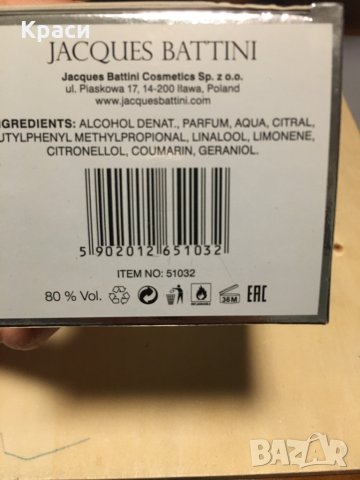 Краси
JACQUES BATTINI
Jacques Battini Cosmetics Sp. z o.o.
ul. Piaskowa 17, 14-200 Iława, Poland
www.jacquesbattini.com
NGREDIENTS: ALCOHOL DENAT., PARFUM, AQUA, CITRAL,
UTYLPHENYL METHYLPROPIONAL, LINALOOL, LIMONENE,
CITRONELLOL, COUMARIN, GERANIOL.
5 902012 651032
ITEM NO: 51032
80 % Vol.
36M
EAC
BAZAR